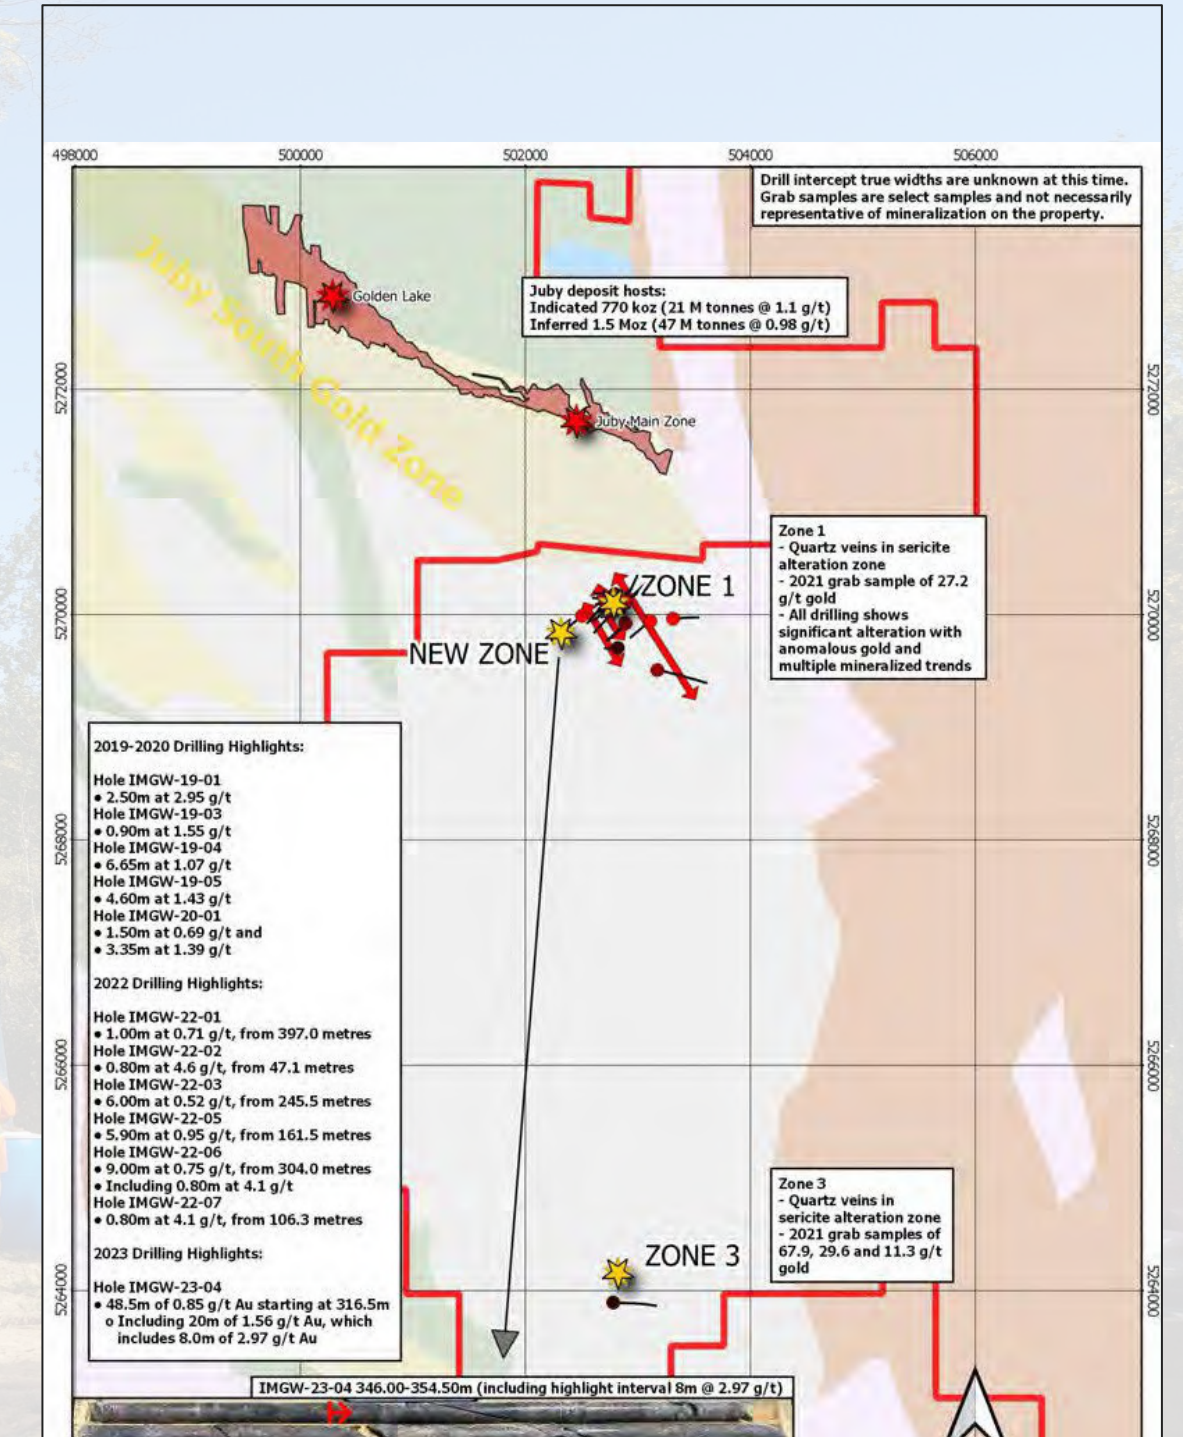 498000
500000
502000
504000
506000
Drill intercept true widths are unknown at this time.
Grab samples are select samples and not necessarily
representative of mineralization on the property.
Juby South Gold Zone
Golden Lake
Juby deposit hosts:
Indicated 770 koz (21 M tonnes @ 1.1 g/t)
Inferred 1.5 Moz (47 M tonnes @ 0.98 g/t)
5272000
5272000
Juby Main Zone
Zone 1
- Quartz veins in sericite
alteration zone
- 2021 grab sample of 27.2
g/t gold
- All drilling shows
significant alteration with
anomalous gold and
multiple mineralized trends
ZONE 1
5270000
5270000
NEW ZONE
2019-2020 Drilling Highlights:
Hole IMGW-19-01
• 2.50m at 2.95 g/t
Hole IMGW-19-03
• 0.90m at 1.55 g/t
Hole IMGW-19-04
• 6.65m at 1.07 g/t
Hole IMGW-19-05
• 4.60m at 1.43 g/t
Hole IMGW-20-01
• 1.50m at 0.69 g/t and
• 3.35m at 1.39 g/t
2022 Drilling Highlights:
Hole IMGW-22-01
• 1.00m at 0.71 g/t, from 397.0 metres
Hole IMGW-22-02
• 0.80m at 4.6 g/t, from 47.1 metres
Hole IMGW-22-03
• 6.00m at 0.52 g/t, from 245.5 metres
Hole IMGW-22-05
• 5.90m at 0.95 g/t, from 161.5 metres
Hole IMGW-22-06
• 9.00m at 0.75 g/t, from 304.0 metres
• Including 0.80m at 4.1 g/t
Hole IMGW-22-07
• 0.80m at 4.1 g/t, from 106.3 metres
2023 Drilling Highlights:
Hole IMGW-23-04
• 48.5m of 0.85 g/t Au starting at 316.5m
o Including 20m of 1.56 g/t Au, which
includes 8.0m of 2.97 g/t Au
5268000
5268000
5266000
5266000
Zone 3
- Quartz veins in
sericite alteration zone
- 2021 grab samples of
67.9, 29.6 and 11.3 g/t
gold
ZONE 3
5264000
5264000
IMGW-23-04 346.00-354.50m (including highlight interval 8m @ 2.97 g/t)